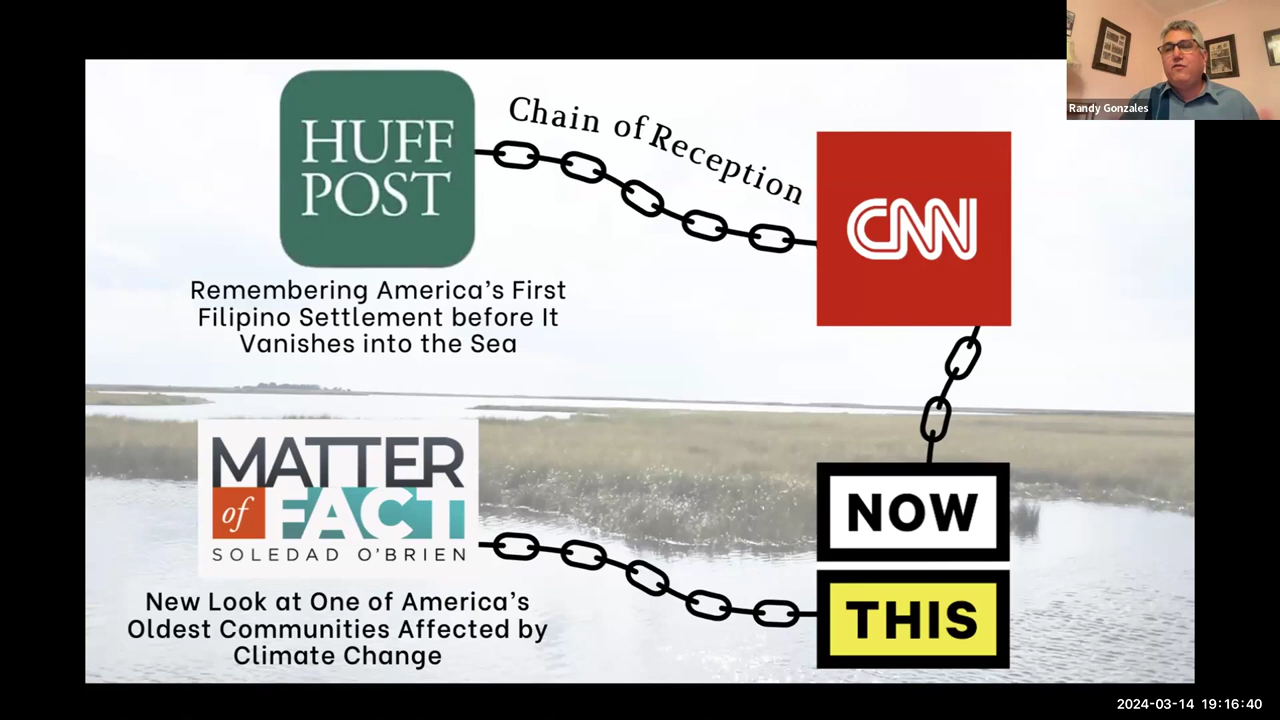 Randy Gonzales
HUFF
POST
Chain of Reception
CNN
Remembering America's First
Filipino Settlement before It
Vanishes into the Sea
MATTER
of FACT
SOLEDAD O'BRIEN
NOW
THIS
New Look at One of America's
Oldest Communities Affected by
Climate Change
2024-03-14 19:16:40